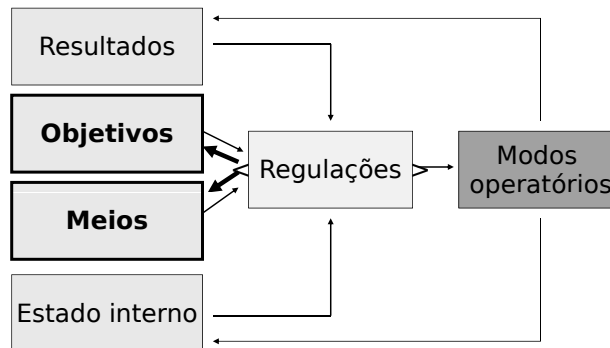 Resultados
Objetivos
Meios
Estado interno
Regulações
Modos
operatórios